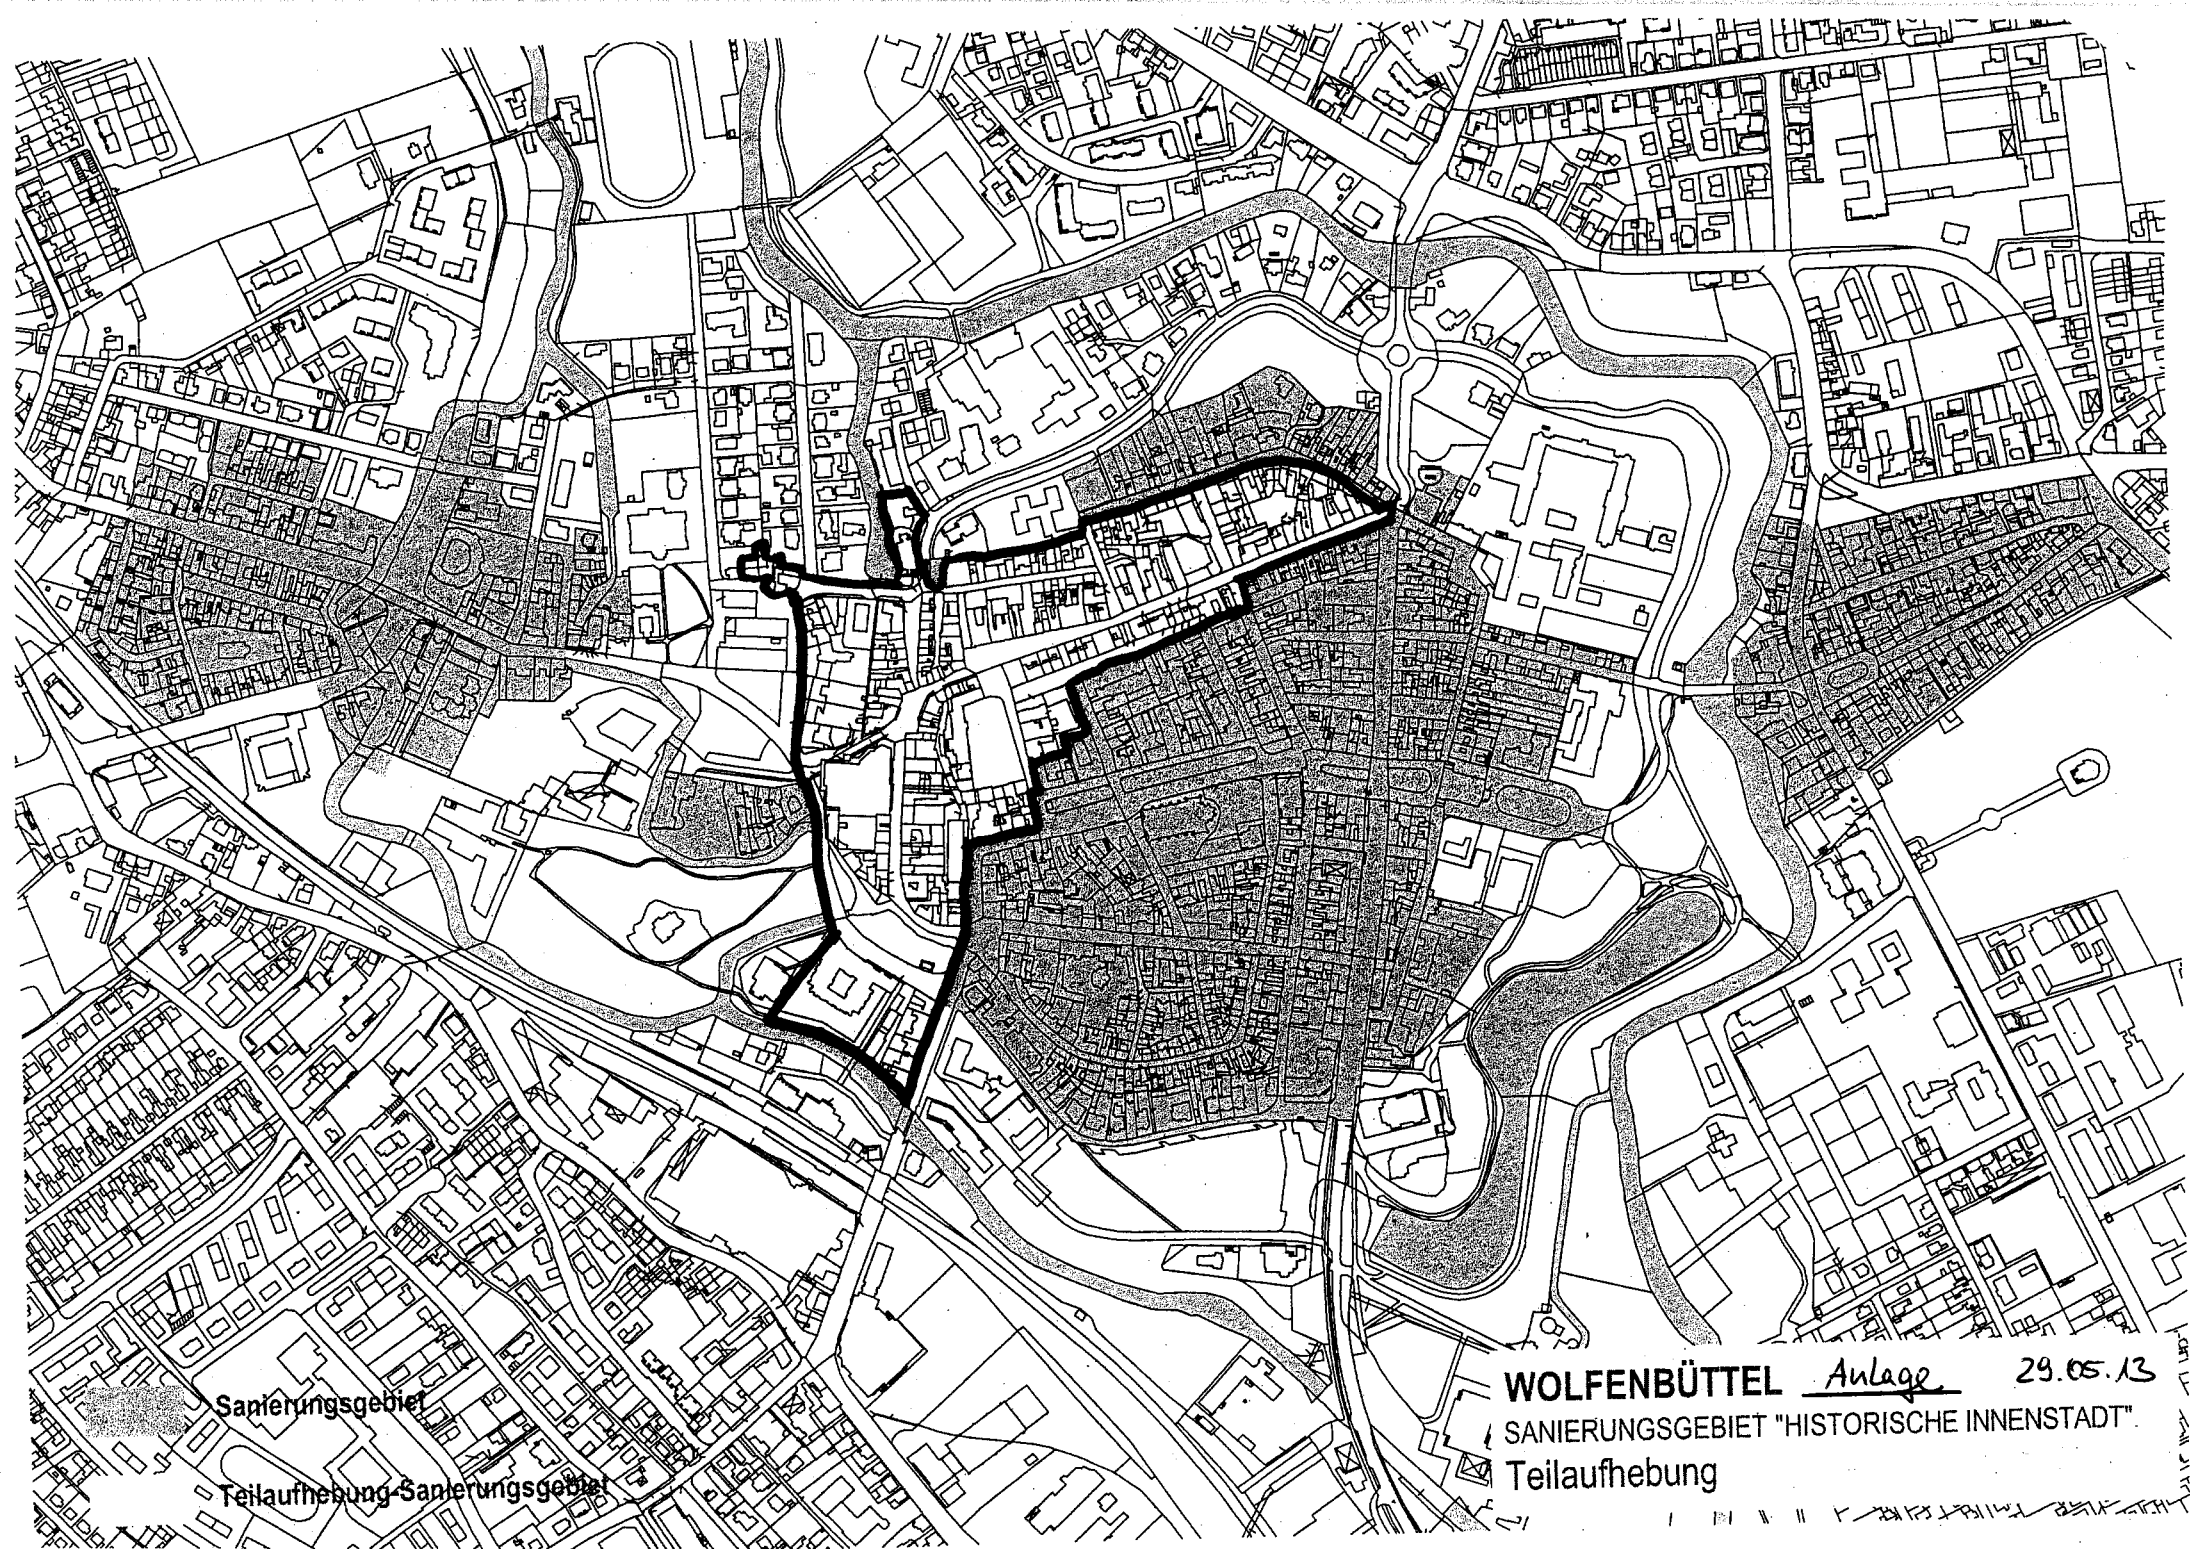 Sanierungsgebiet
Teilaufhebung-Sanierungsgebiet
WOLFENBÜTTEL Anlage 29.05.13
SANIERUNGSGEBIET "HISTORISCHE INNENSTADT".
Teilaufhebung